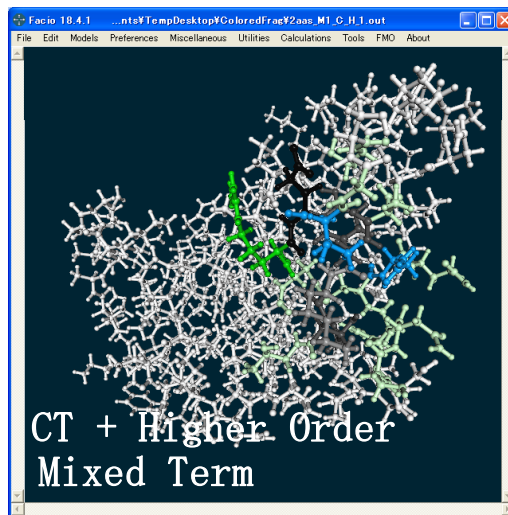 Facio 18.4.1 ...nts¥TempDesktop¥ColoredFrag¥2aas_M1_C_H_1.out
File Edit Models Preferences Miscellaneous Utilities Calculations Tools FMO About
CT + Higher Order
Mixed Term